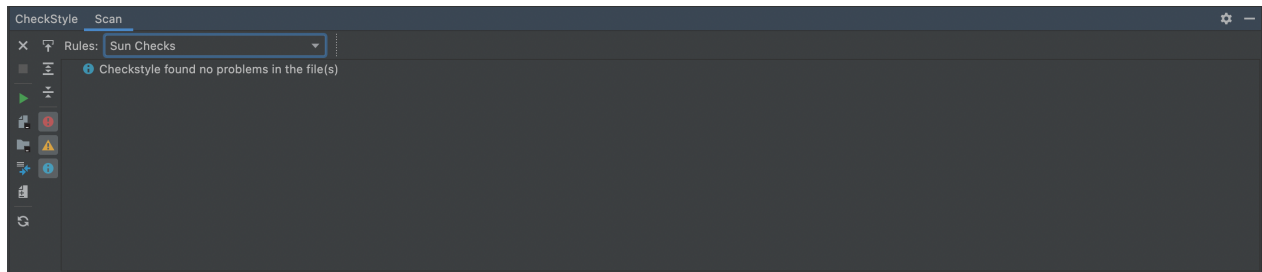 CheckStyle Scan
Rules: Sun Checks
Checkstyle found no problems in the file(s)